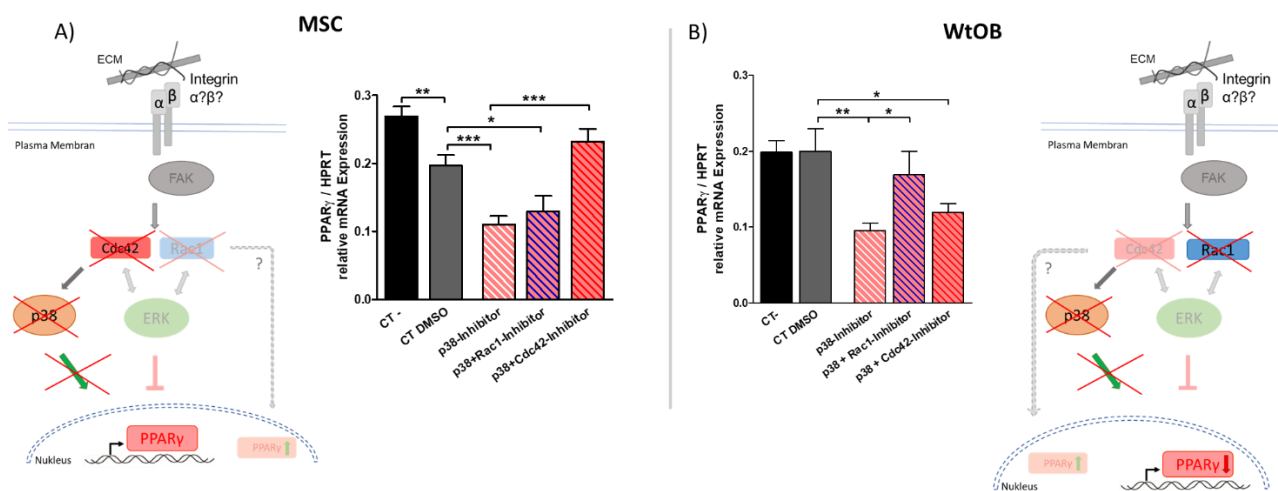 A)
MSC
ECM
Integrin
α?β?
α
β
Plasma Membran
FAK
Cdc42
Rac1
?
p38
ERK
PPARγ
PPARγ
Nukleus
PPARγ / HPRT
relative mRNA Expression
0.3
0.2
0.1
0.0
**
***
*
***
CT -
CT DMSO
p38-Inhibitor
p38+Rac1-Inhibitor
p38+Cdc42-Inhibitor
B)
WtOB
PPARγ / HPRT
relative mRNA Expression
0.3
0.2
0.1
0.0
*
**
*
CT-
CT DMSO
p38-Inhibitor
p38 + Rac1-Inhibitor
p38 + Cdc42-Inhibitor
ECM
Integrin
α?β?
α
β
Plasma Membran
FAK
Cdc42
Rac1
?
p38
ERK
PPARγ
PPARγ
Nukleus